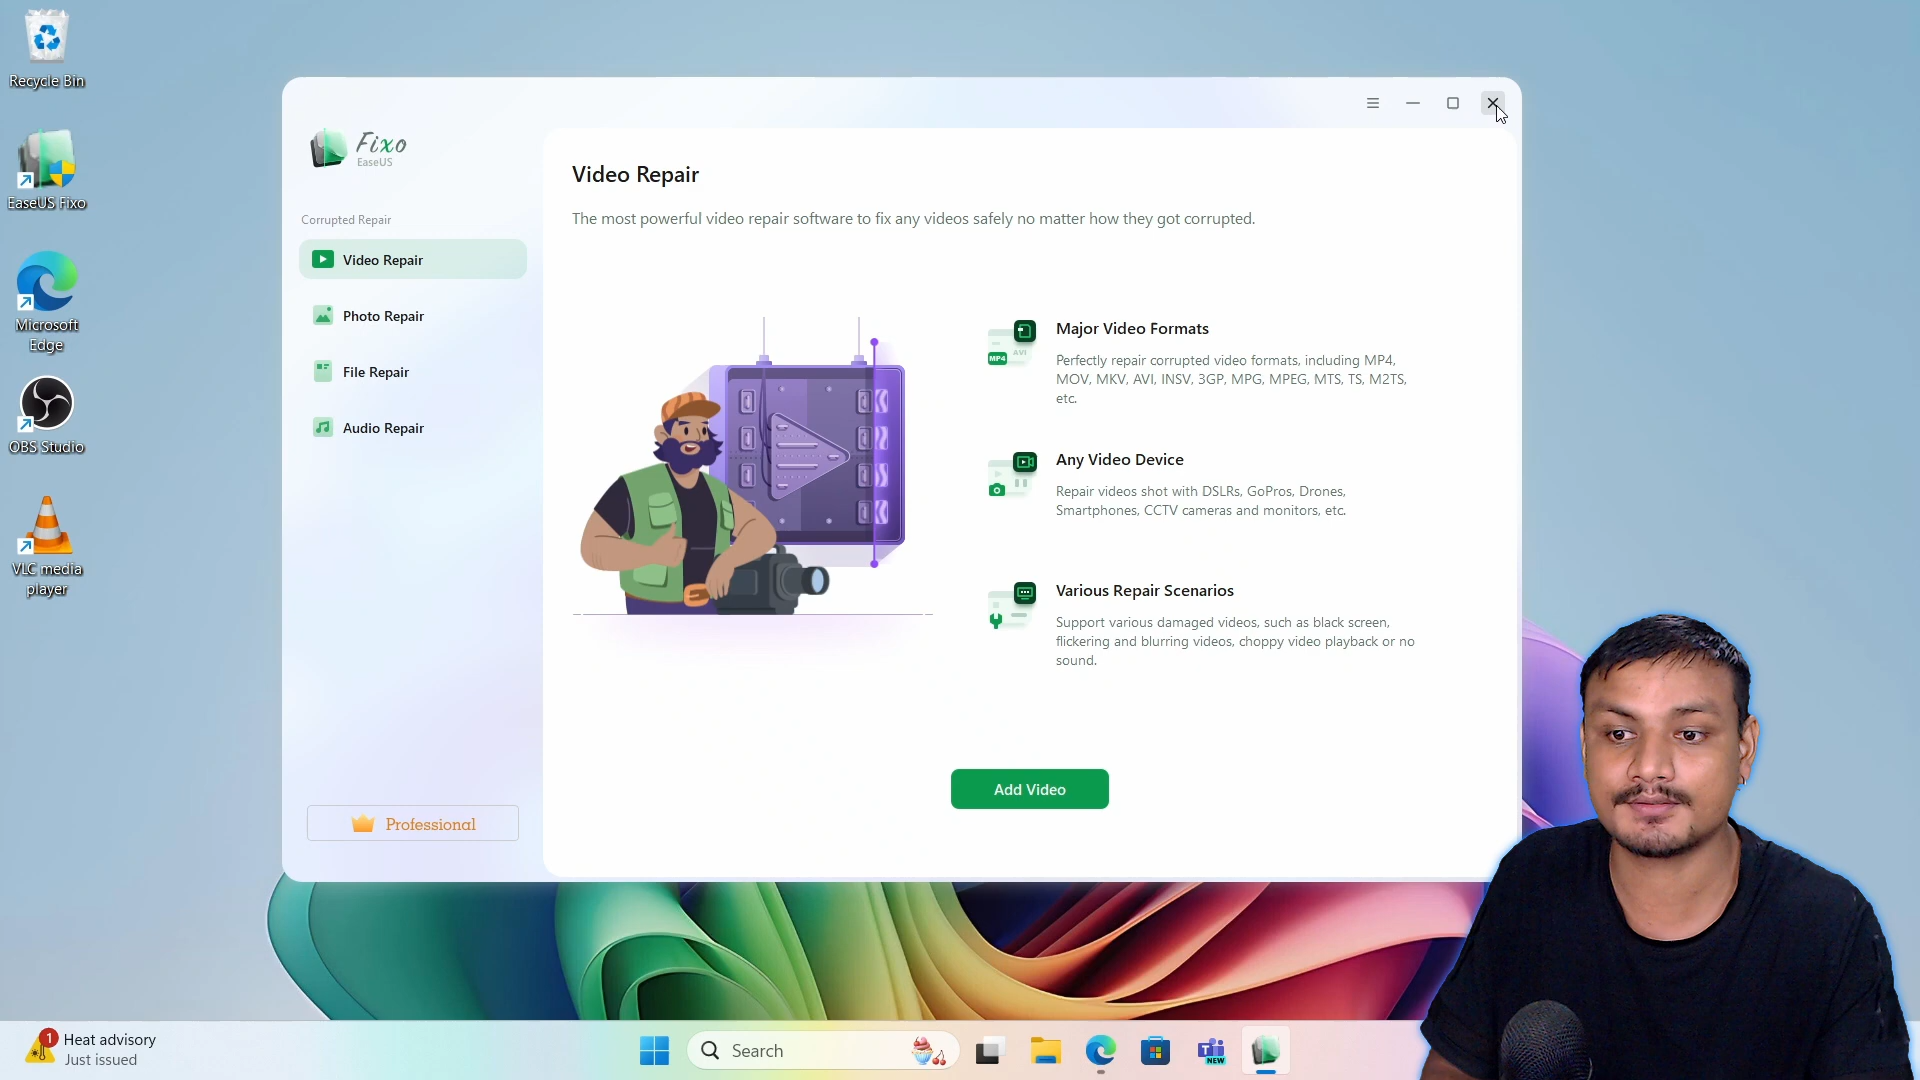 Recycle Bin
EaseUS Fixo
Microsoft
Edge
OBS Studio
VLC media
player
Fixo
EaseUS
Corrupted Repair
Video Repair
Photo Repair
File Repair
Audio Repair
Professional
Video Repair
The most powerful video repair software to fix any videos safely no matter how they got corrupted.
MP4
AVI
Major Video Formats
Perfectly repair corrupted video formats, including MP4,
MOV, MKV, AVI, INSV, 3GP, MPG, MPEG, MTS, TS, M2TS,
etc.
Any Video Device
Repair videos shot with DSLRs, GoPros, Drones,
Smartphones, CCTV cameras and monitors, etc.
Various Repair Scenarios
Support various damaged videos, such as black screen,
flickering and blurring videos, choppy video playback or no
sound.
Add Video
1
Heat advisory
Just issued
Search
T
NEW